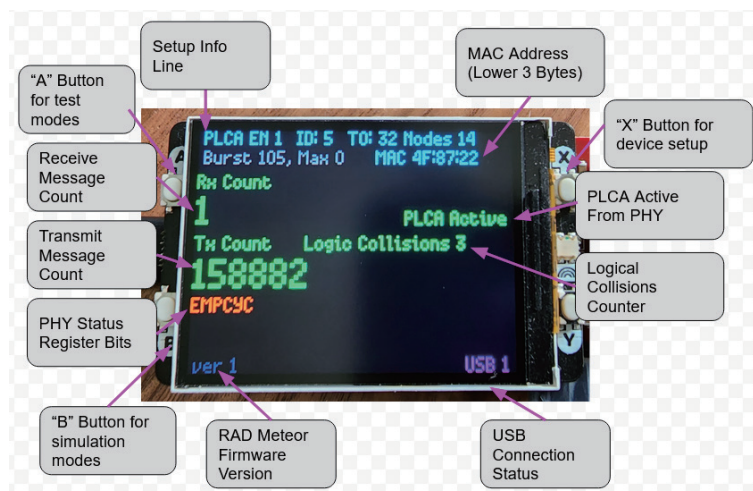 Setup Info
Line
MAC Address
(Lower 3 Bytes)
“A” Button
for test
modes
“X” Button for
device setup
Receive
Message
Count
PLCA Active
From PHY
Transmit
Message
Count
Logical
Collisions
Counter
PHY Status
Register Bits
“B” Button for
simulation
modes
RAD Meteor
Firmware
Version
USB
Connection
Status
PLCA EN 1 ID: 5 TO: 32 Nodes 14
Burst 105, Max 0 MAC 4F:87:22
Rx Count
1
PLCA Active
Tx Count Logic Collisions 3
158882
EMPCYC
ver 1 USB 1
A
X
B
Y